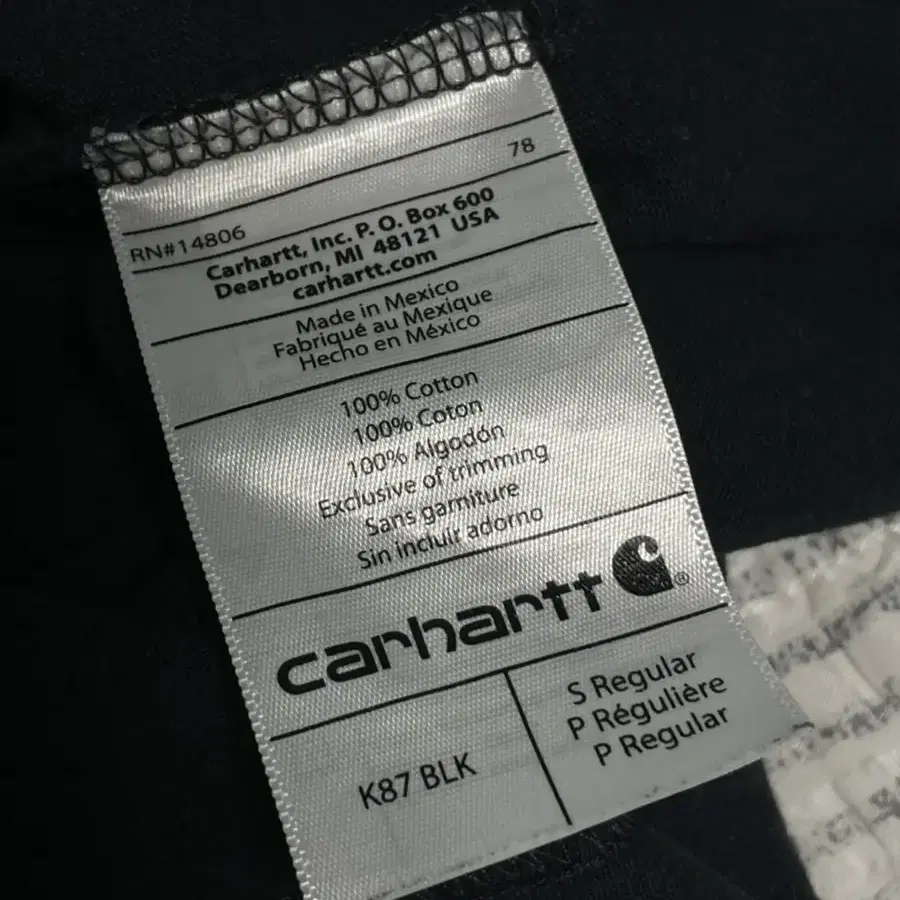 78
RN#14806
Carhartt, Inc. P. O. Box 600
Dearborn, MI 48121 USA
carhartt.com
Made in Mexico
Fabriqué au Mexique
Hecho en México
100% Cotton
100% Coton
100% Algodón
Exclusive of trimming
Sans garniture
Sin incluir adorno
carhartt ®
K87 BLK
S Regular
P Régulière
P Regular